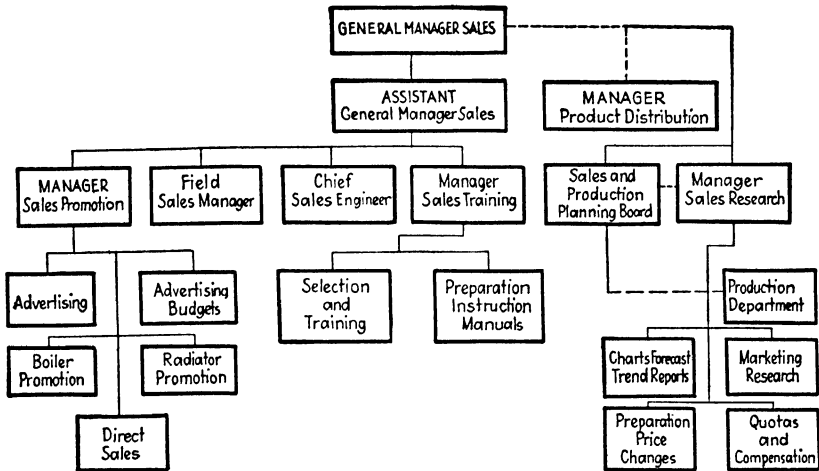 GENERAL MANAGER SALES
ASSISTANT
General Manager Sales
MANAGER
Product Distribution
MANAGER
Sales Promotion
Field
Sales Manager
Chief
Sales Engineer
Manager
Sales Training
Sales and
Production
Planning Board
Manager
Sales Research
Advertising
Advertising
Budgets
Selection
and
Training
Preparation
Instruction
Manuals
Production
Department
Boiler
Promotion
Radiator
Promotion
Charts Forecast
Trend Reports
Marketing
Research
Direct
Sales
Preparation
Price
Changes
Quotas
and
Compensation